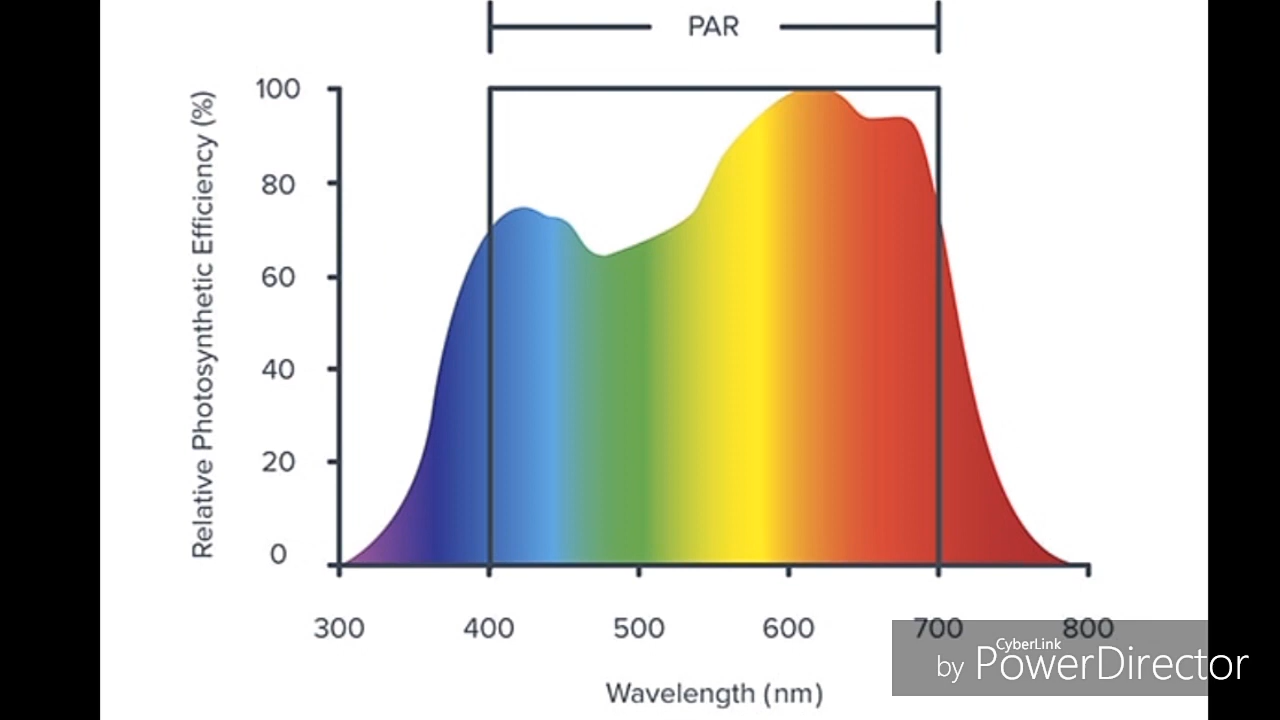 PAR
Relative Photosynthetic Efficiency (%)
100
80
60
40
20
0
300 400 500 600 700 800
Wavelength (nm)
CyberLink
by PowerDirector